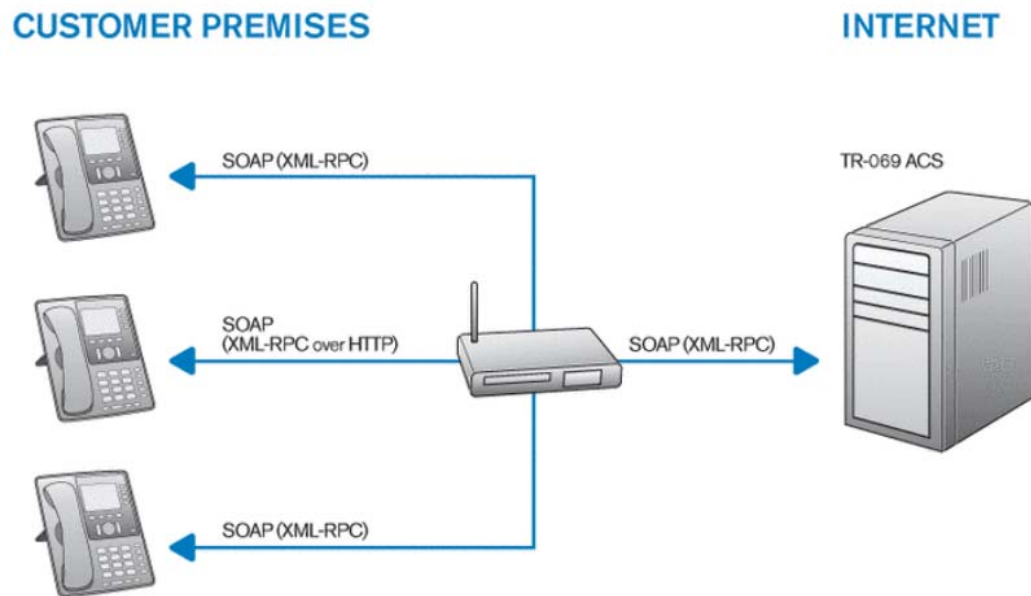 CUSTOMER PREMISES
INTERNET
SOAP (XML-RPC)
TR-069 ACS
SOAP
(XML-RPC over HTTP)
SOAP (XML-RPC)
SOAP (XML-RPC)